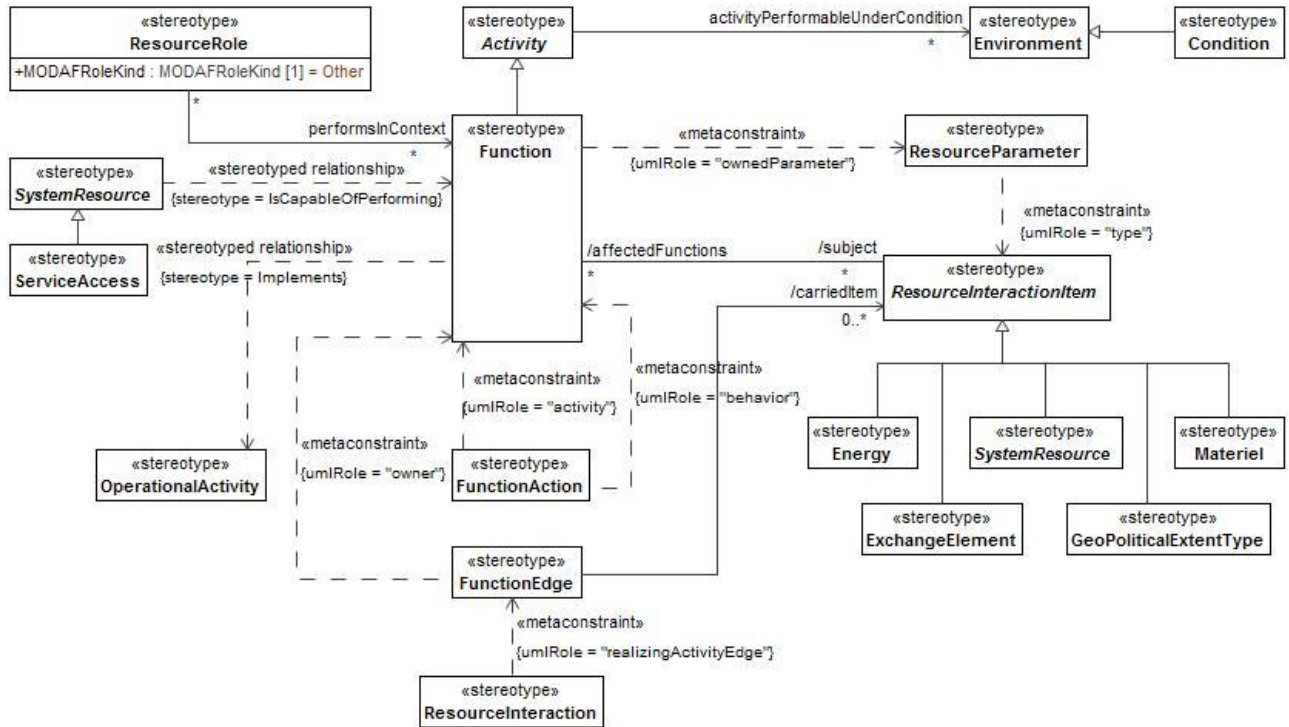 «stereotype»
ResourceRole
+MODAFRoleKind : MODAFRoleKind [1] = Other
«stereotype»
Activity
activityPerformableUnderCondition
*
«stereotype»
Environment
«stereotype»
Condition
*
performsInContext
*
«stereotype»
Function
«metaconstraint»
{umlRole = "ownedParameter"}
«stereotype»
ResourceParameter
«stereotype»
SystemResource
«stereotyped relationship»
{stereotype = IsCapableOfPerforming}
«metaconstraint»
{umlRole = "type"}
«stereotype»
ServiceAccess
«stereotyped relationship»
{stereotype = Implements}
/affectedFunctions
*
/subject
*
«stereotype»
ResourceInteractionItem
/carriedItem
0..*
«metaconstraint»
{umlRole = "activity"}
«metaconstraint»
{umlRole = "behavior"}
«metaconstraint»
{umlRole = "owner"}
«stereotype»
Energy
«stereotype»
SystemResource
«stereotype»
Materiel
«stereotype»
OperationalActivity
«stereotype»
FunctionAction
«stereotype»
ExchangeElement
«stereotype»
GeoPoliticalExtentType
«stereotype»
FunctionEdge
«metaconstraint»
{umlRole = "realizingActivityEdge"}
«stereotype»
ResourceInteraction